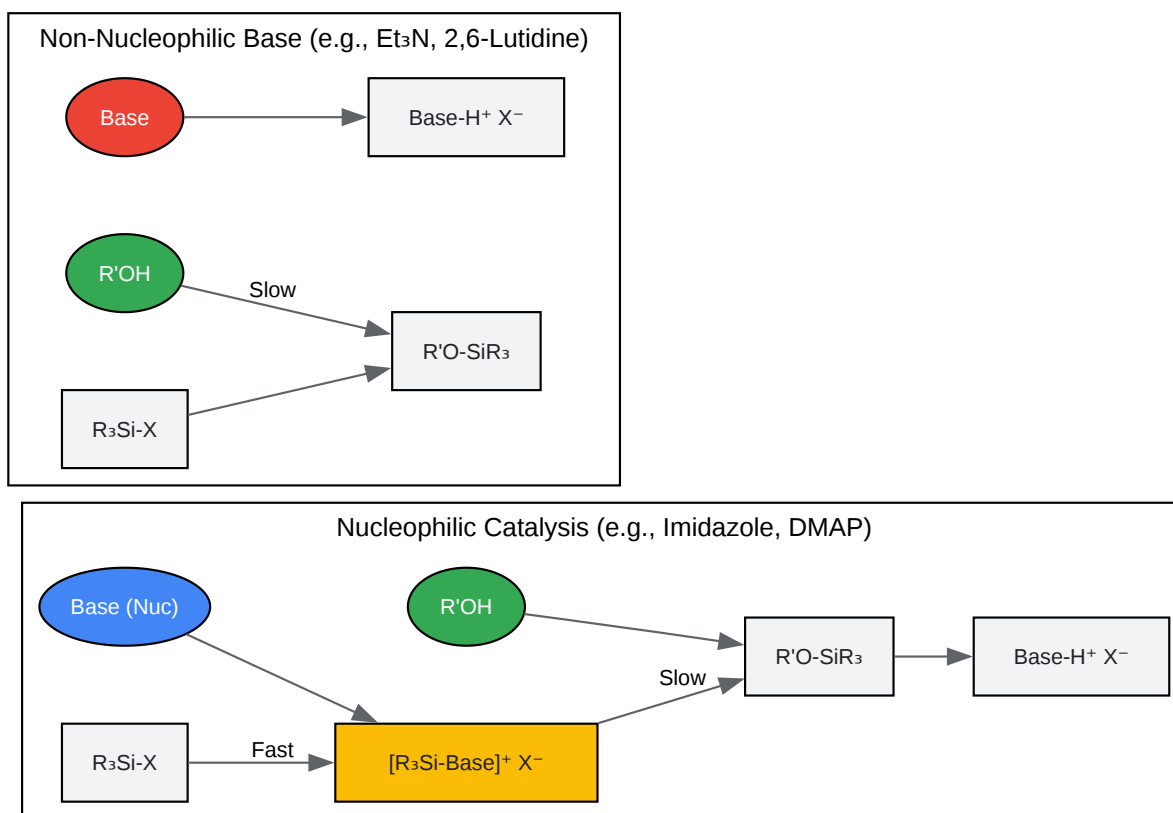 Non-Nucleophilic Base (e.g., Et₃N, 2,6-Lutidine)
Base
Base-H⁺ X⁻
R'OH
Slow
R'O-SiR₃
R₃Si-X
Nucleophilic Catalysis (e.g., Imidazole, DMAP)
Base (Nuc)
R'OH
R'O-SiR₃
Base-H⁺ X⁻
Slow
R₃Si-X
Fast
[R₃Si-Base]⁺ X⁻